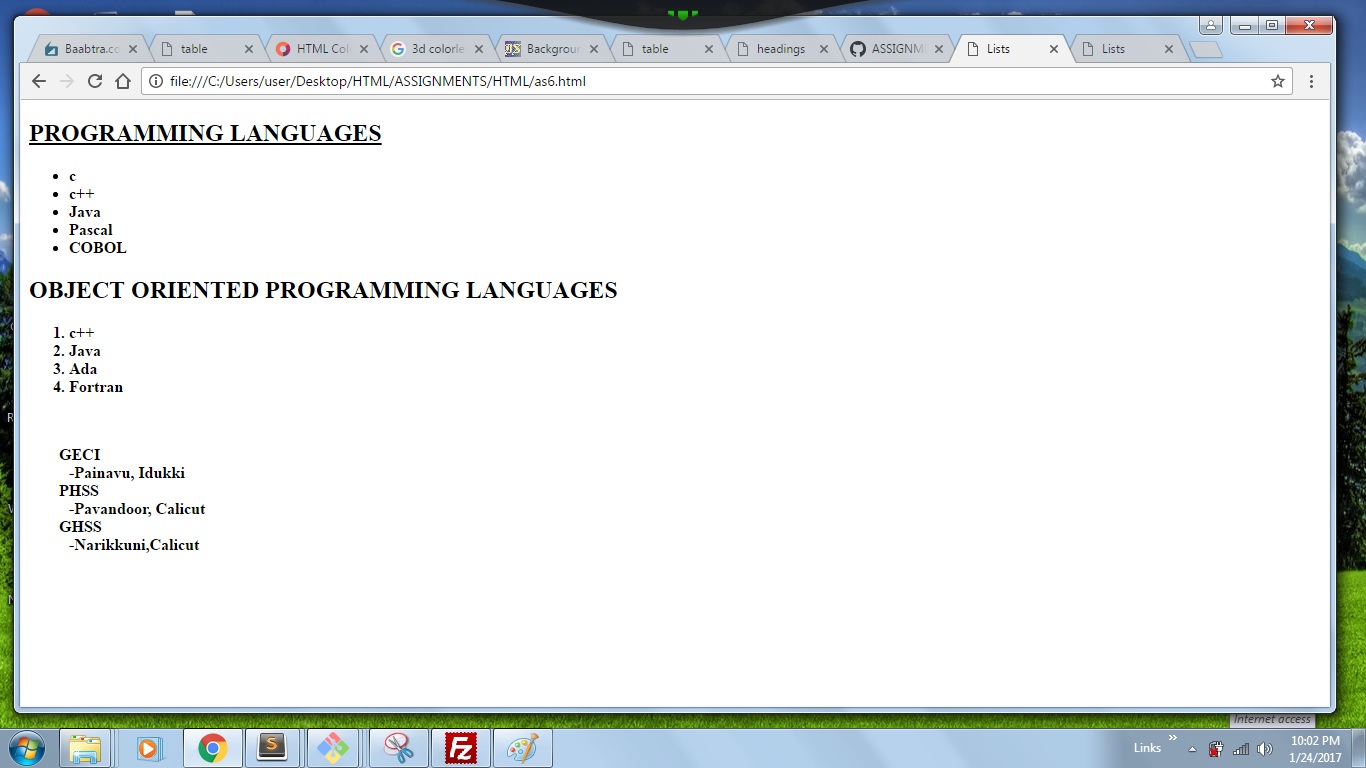 Baabtra.co
table
HTML Col
3d colorle
Backgroun
table
headings
ASSIGNM
Lists
Lists
file:///C:/Users/user/Desktop/HTML/ASSIGNMENTS/HTML/as6.html
PROGRAMMING LANGUAGES
• c
• c++
• Java
• Pascal
• COBOL
OBJECT ORIENTED PROGRAMMING LANGUAGES
1. c++
2. Java
3. Ada
4. Fortran
GECI
-Painavu, Idukki
PHSS
-Pavandoor, Calicut
GHSS
-Narikkuni,Calicut
Internet access
Links
10:02 PM
1/24/2017